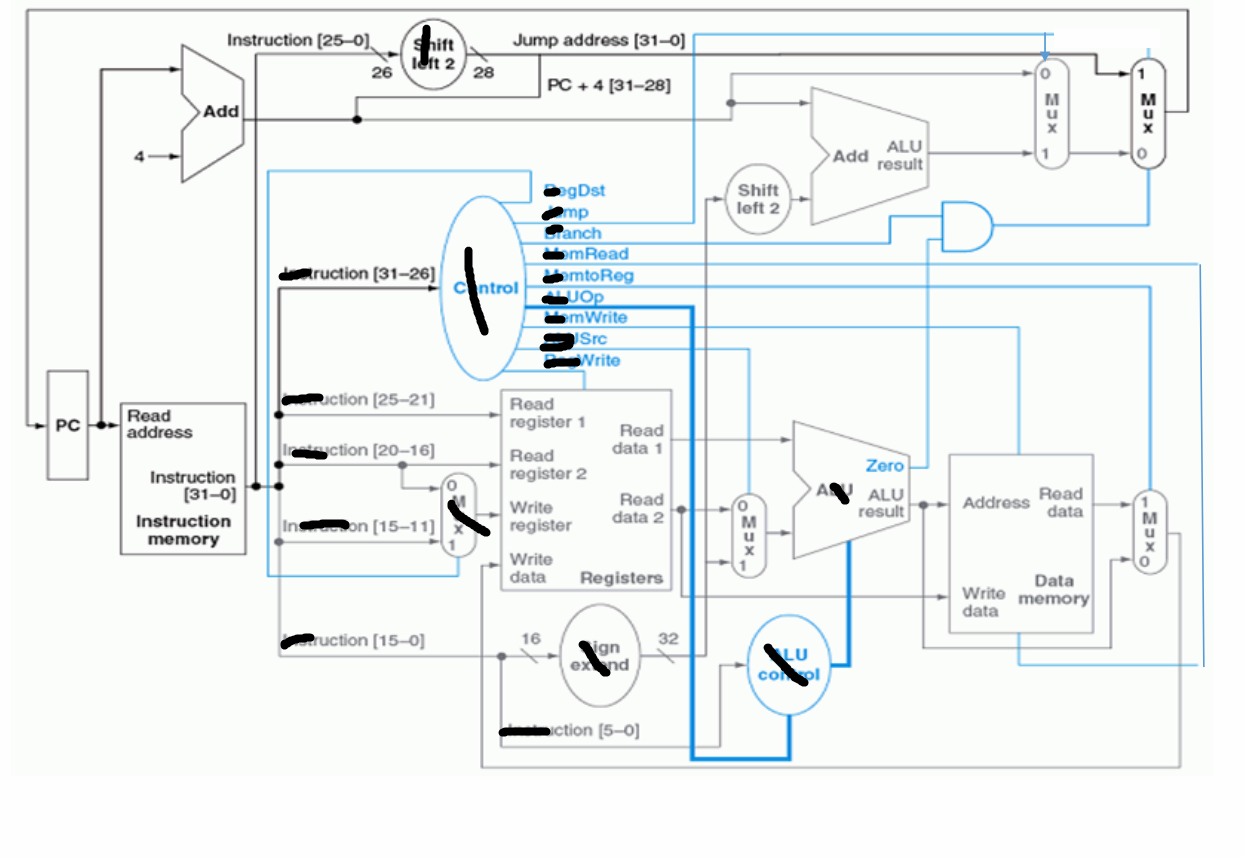 Instruction [25–0]
Shift
left 2
26
28
Jump address [31–0]
PC + 4 [31–28]
Add
4
0
Mux
1
1
Mux
0
Add
ALU
result
Shift
left 2
RegDst
Jump
Branch
MemRead
MemtoReg
ALUOp
MemWrite
ALUSrc
RegWrite
Instruction [31–26]
Control
PC
Read
address
Instruction
[31–0]
Instruction
memory
Instruction [25–21]
Instruction [20–16]
Instruction [15–11]
0
Mux
1
Read
register 1
Read
register 2
Write
register
Write
data
Read
data 1
Read
data 2
Registers
0
Mux
1
Zero
ALU
ALU
result
Address
Read
data
Write
data
Data
memory
1
Mux
0
Instruction [15–0]
16
Sign
extend
32
ALU
control
Instruction [5–0]